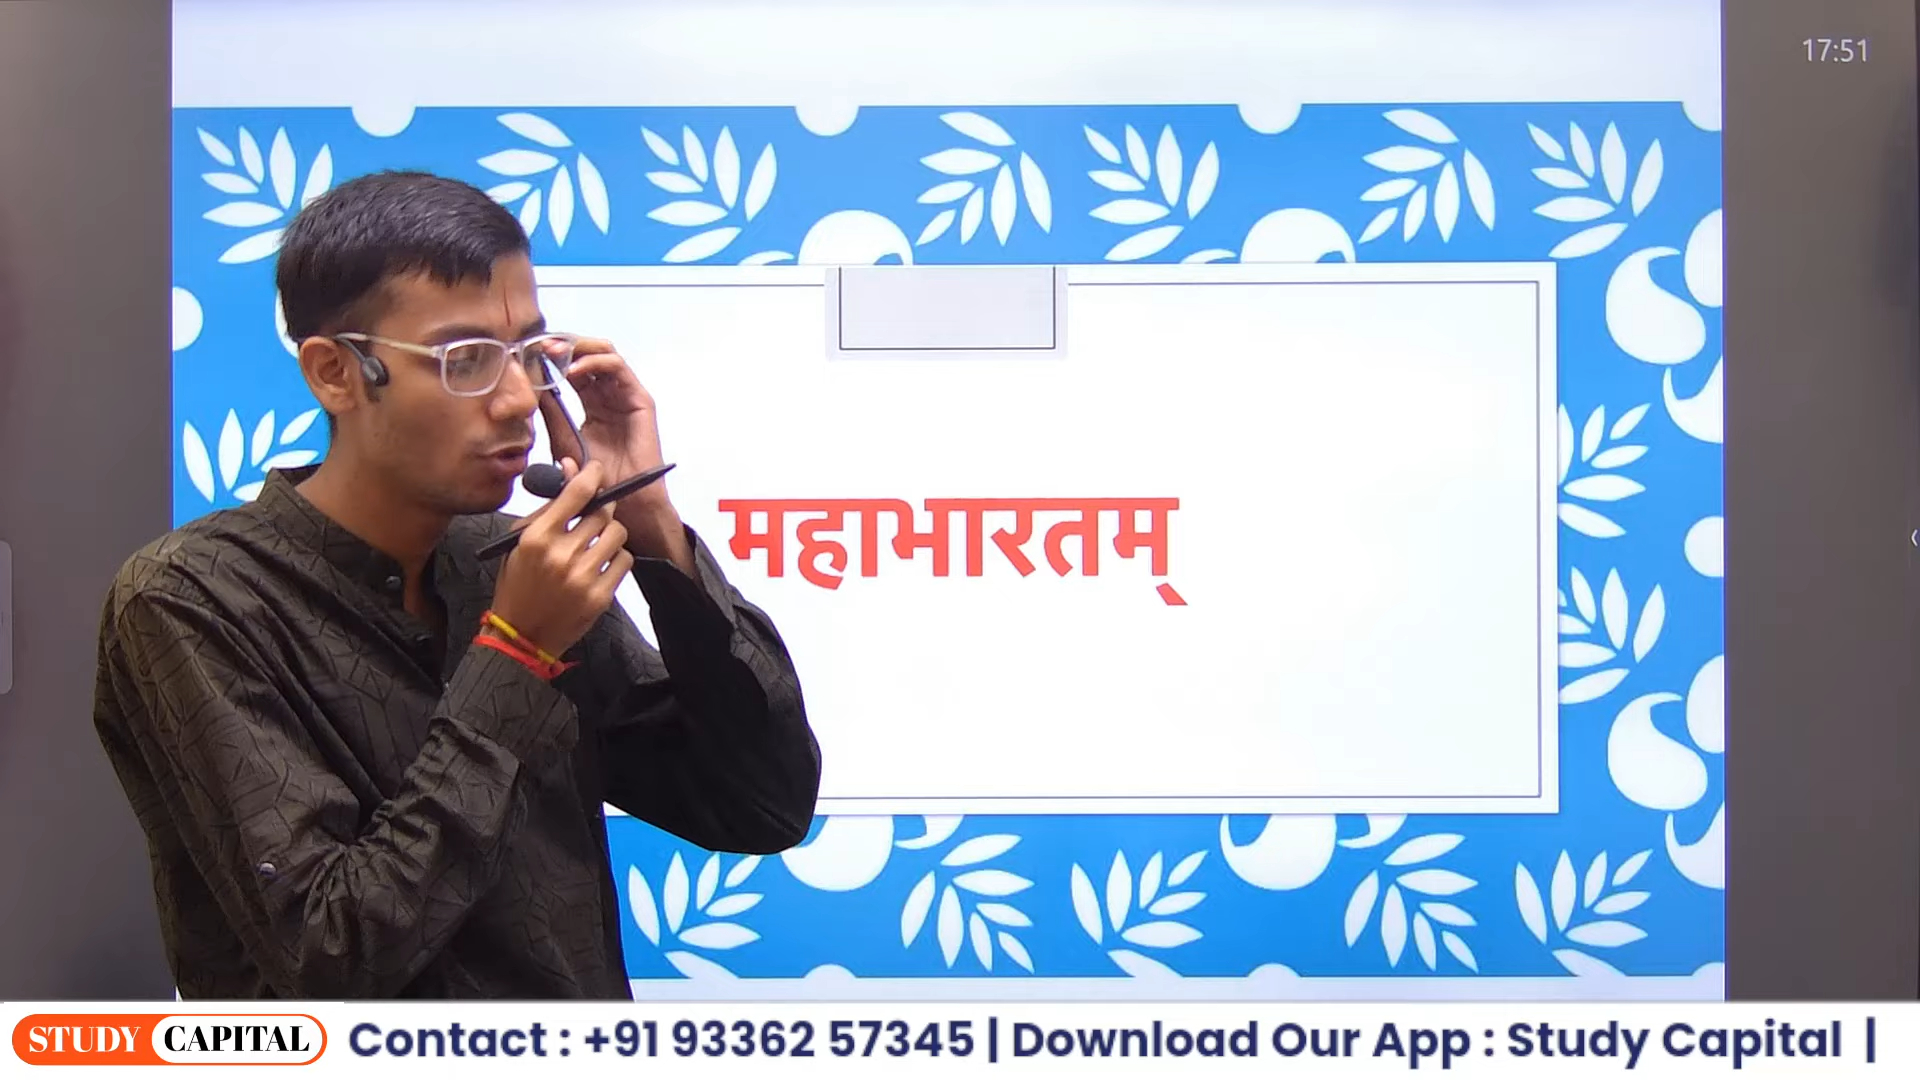 17:51
महाभारतम्
STUDY CAPITAL Contact : +91 93362 57345 | Download Our App : Study Capital |